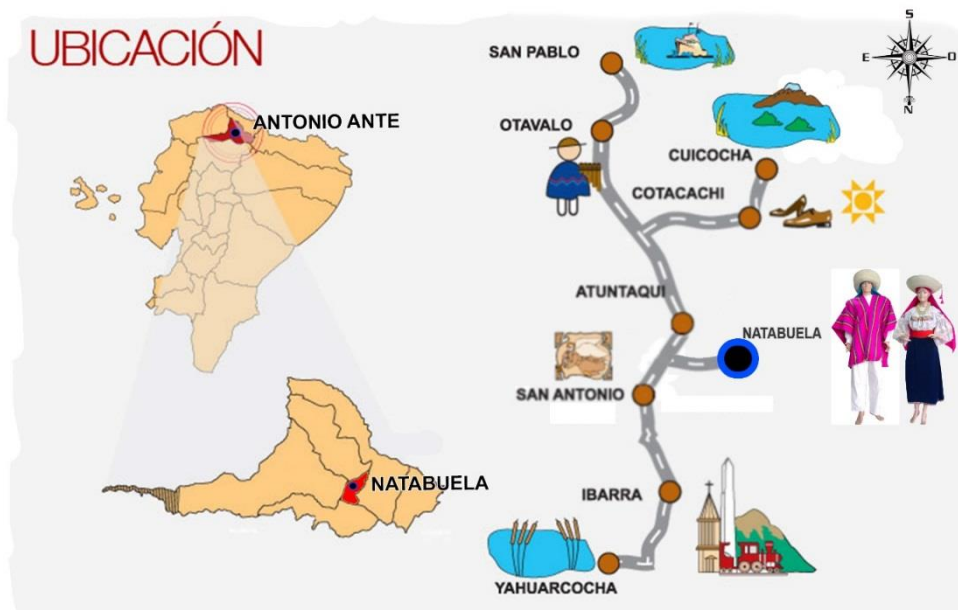 UBICACIÓN
ANTONIO ANTE
NATABUELA
S
E
O
N
SAN PABLO
OTAVALO
CUICOCHA
COTACACHI
ATUNTAQUI
NATABUELA
SAN ANTONIO
IBARRA
YAHUARCOCHA